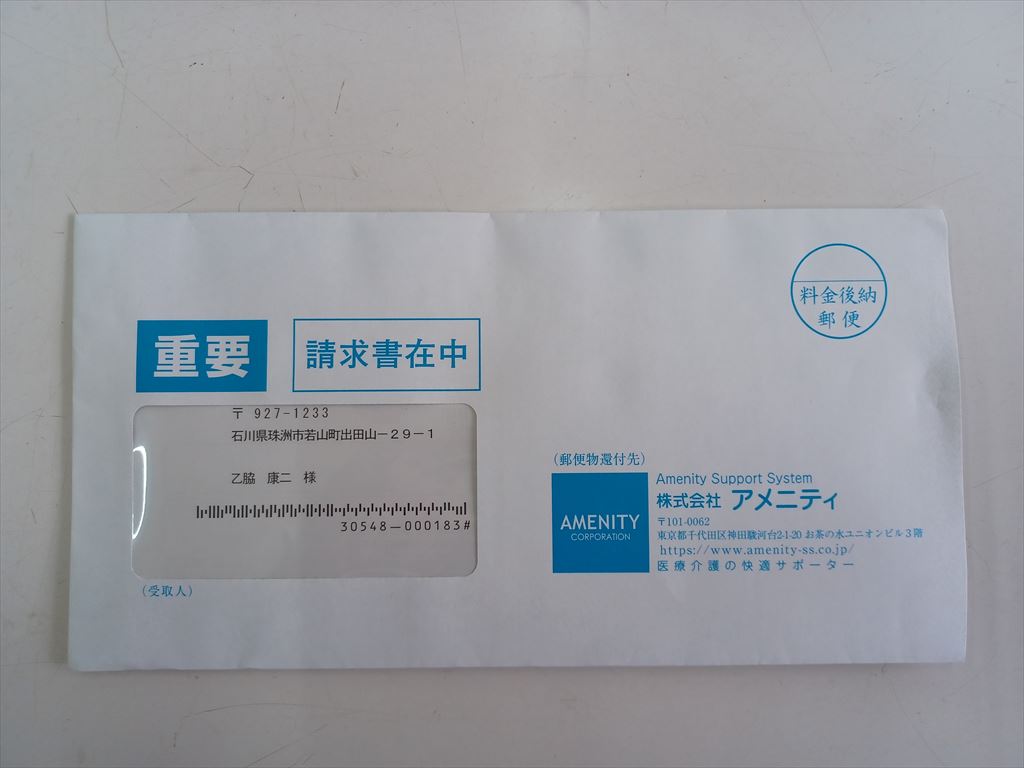 料金後納
郵便
重要
請求書在中
〒 927-1233
石川県珠洲市若山町出田山－29－1
乙脇 康二 様
30548—000183#
(受取人)
(郵便物還付先)
AMENITY
CORPORATION
Amenity Support System
株式会社 アメニティ
〒101-0062
東京都千代田区神田駿河台2-1-20 お茶の水ユニオンビル3階
https://www.amenity-ss.co.jp/
医療介護の快適サポーター